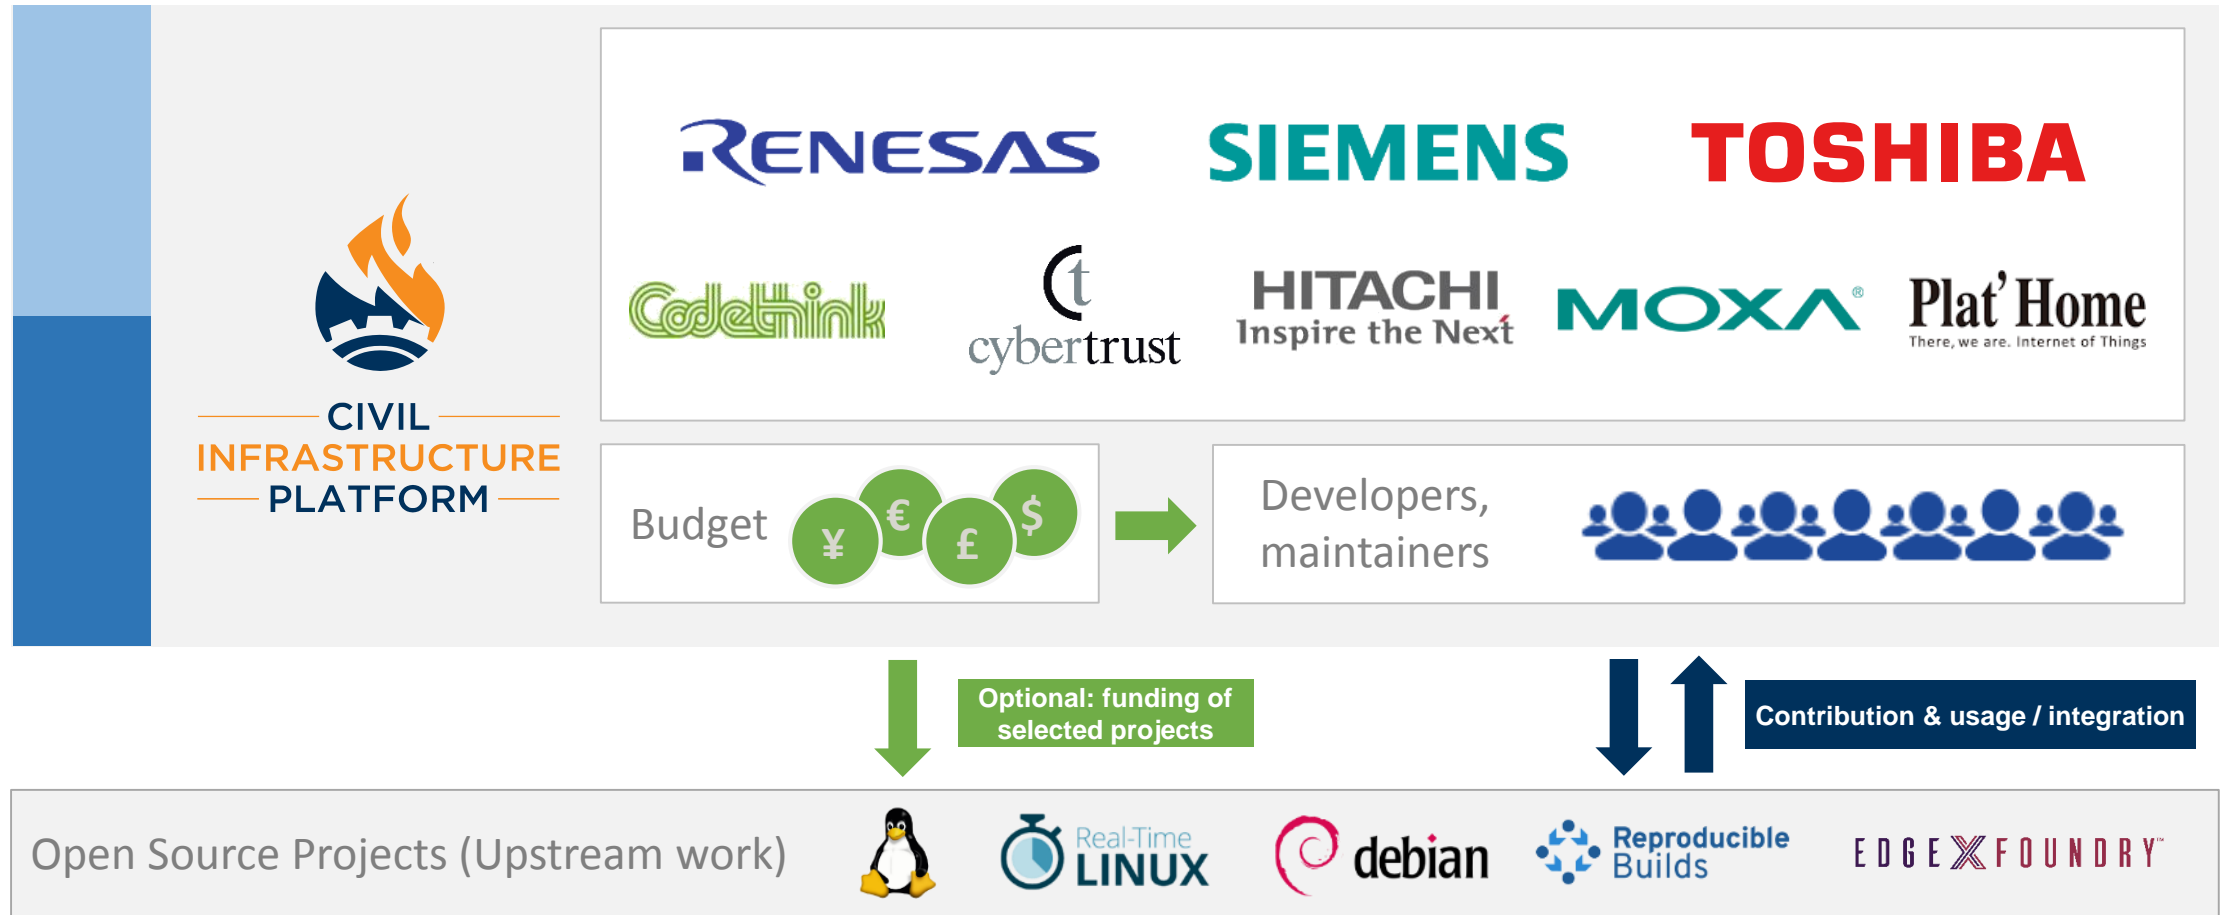 RENESAS
SIEMENS
TOSHIBA
Codethink
Ct
cybertrust
HITACHI
Inspire the Next
MOXA®
Plat'Home
There, we are. Internet of Things
CIVIL
INFRASTRUCTURE
PLATFORM
Budget
¥
€
£
$
Developers,
maintainers
Optional: funding of
selected projects
Contribution & usage / integration
Open Source Projects (Upstream work)
Real-Time
LINUX
debian
Reproducible
Builds
EDGE X FOUNDRY™